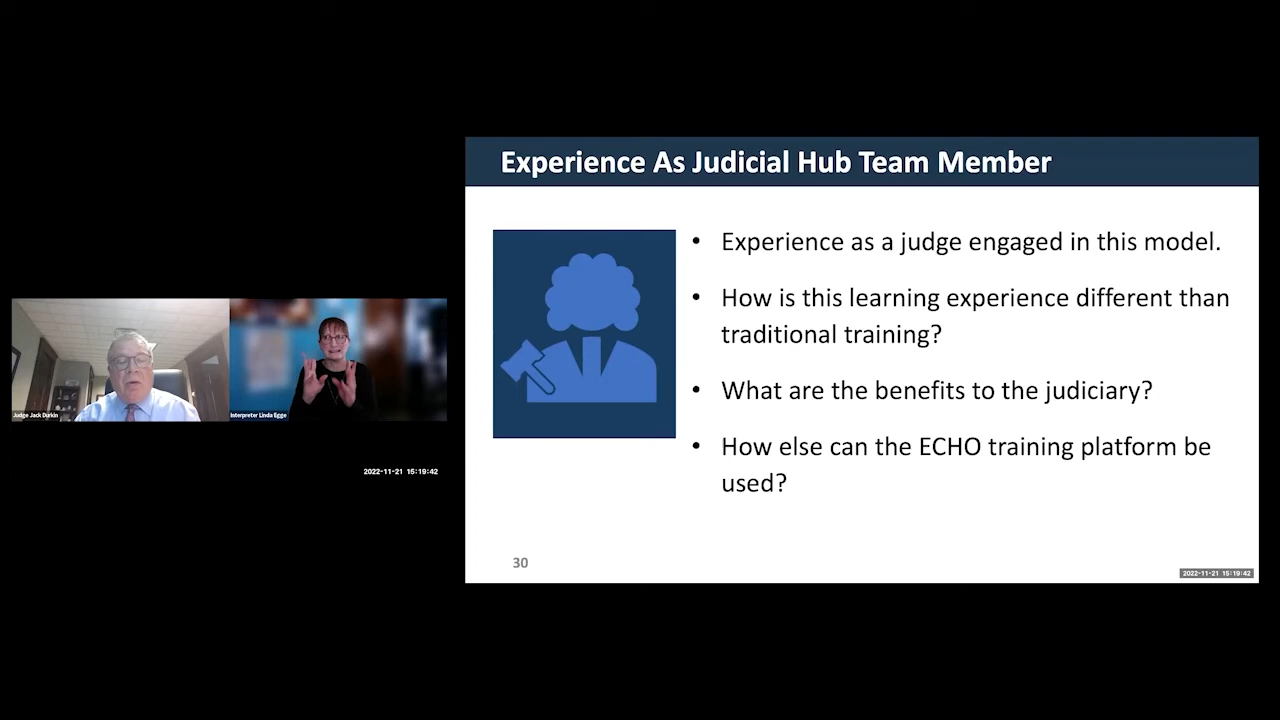 Experience As Judicial Hub Team Member
• Experience as a judge engaged in this model.
• How is this learning experience different than
traditional training?
• What are the benefits to the judiciary?
• How else can the ECHO training platform be
used?
30
2022-11-21 15:19:42
Judge Jack Durkin
Interpreter Linda Egge
2022-11-21 15:19:42